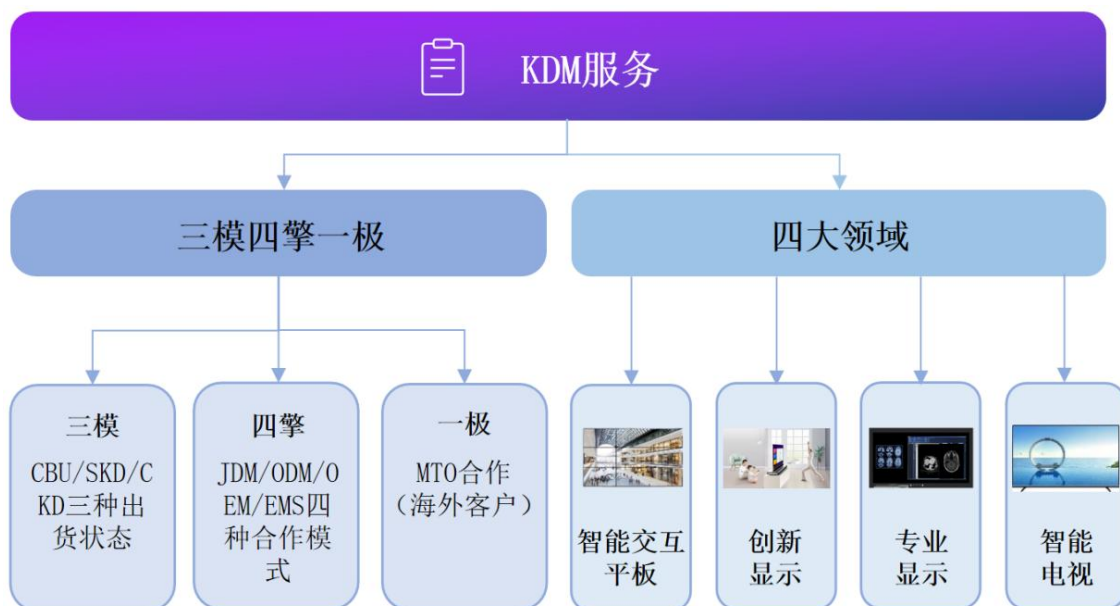 KDM服务
三模四擎一极
四大领域
三模
CBU/SKD/C
KD三种出
货状态
四擎
JDM/ODM/O
EM/EMS四
种合作模
式
一极
MTO合作
（海外客户）
智能交互
平板
创新
显示
专业
显示
智能
电视